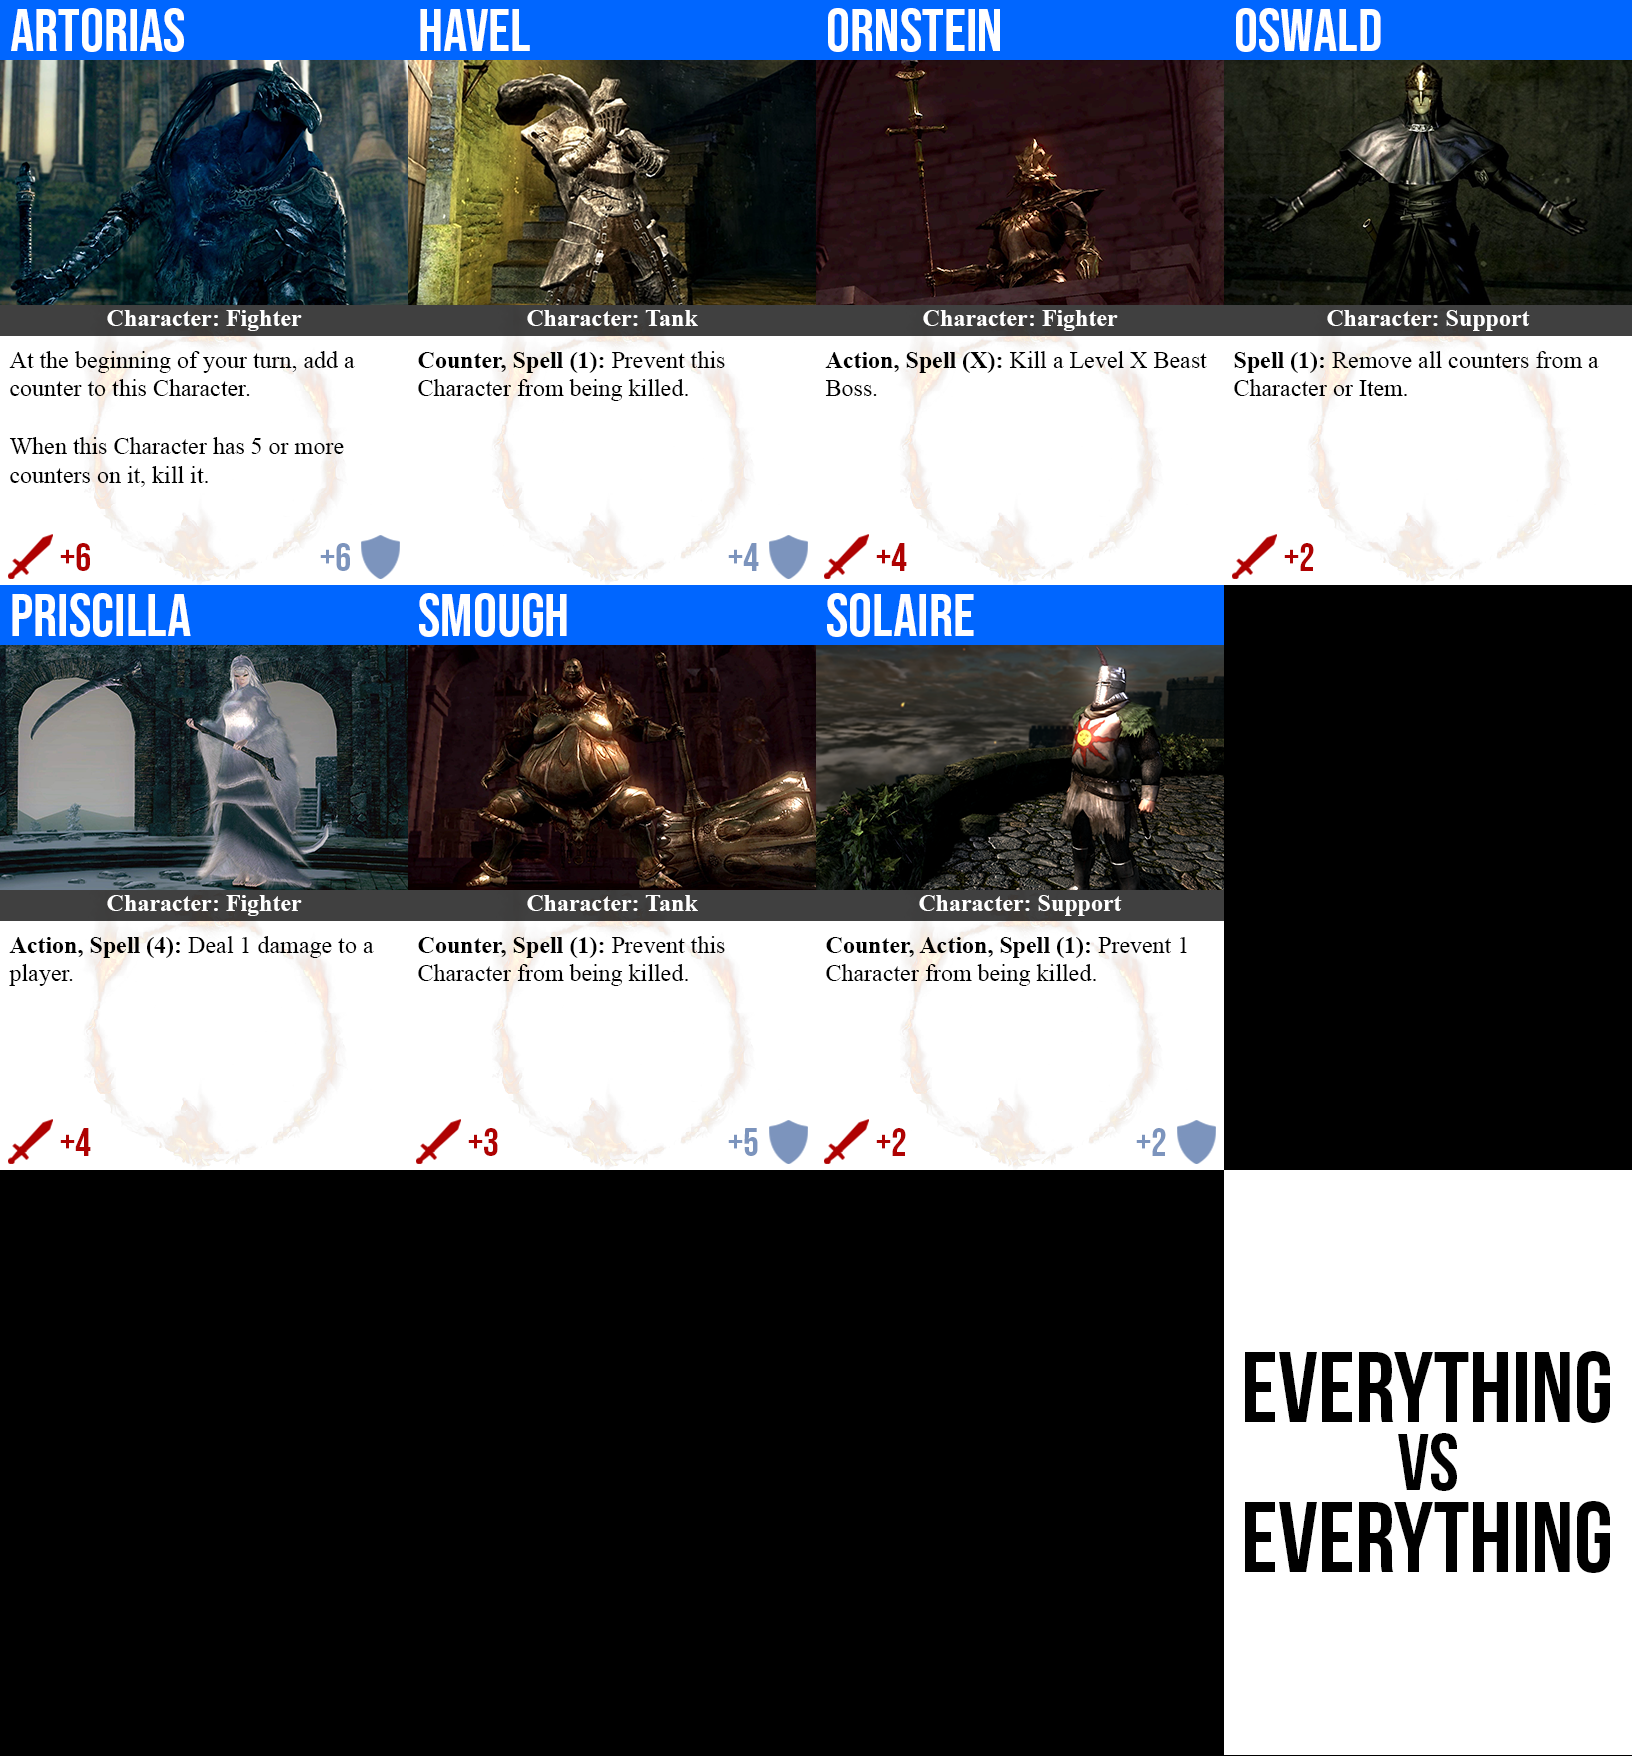 ARTORIAS
Character: Fighter
At the beginning of your turn, add a
counter to this Character.
When this Character has 5 or more
counters on it, kill it.
+6
+6
HAVEL
Character: Tank
Counter, Spell (1): Prevent this
Character from being killed.
+4
ORNSTEIN
Character: Fighter
Action, Spell (X): Kill a Level X Beast
Boss.
+4
OSWALD
Character: Support
Spell (1): Remove all counters from a
Character or Item.
+2
PRISCILLA
Character: Fighter
Action, Spell (4): Deal 1 damage to a
player.
+4
SMOUGH
Character: Tank
Counter, Spell (1): Prevent this
Character from being killed.
+3
+5
SOLAIRE
Character: Support
Counter, Action, Spell (1): Prevent 1
Character from being killed.
+2
+2
EVERYTHING
VS
EVERYTHING